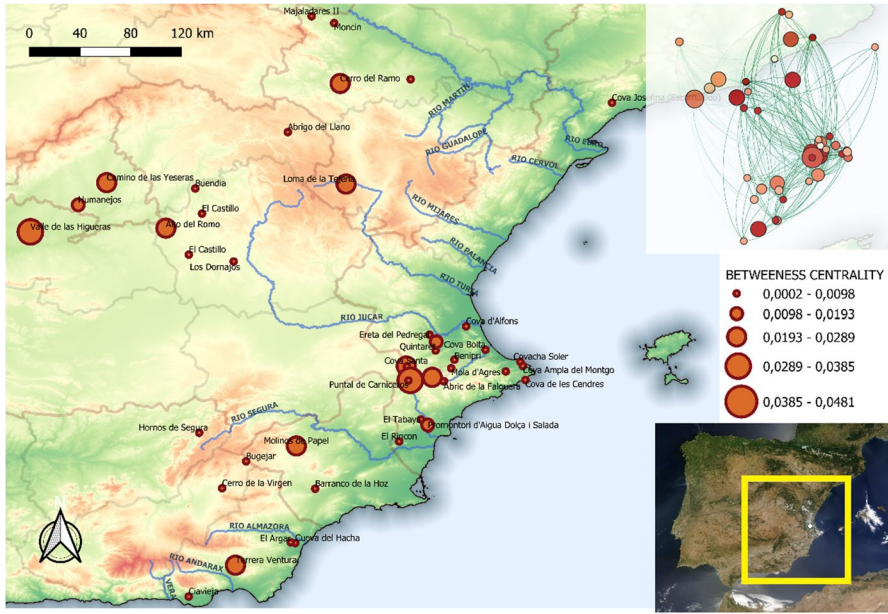 Majaladares II
Moncin
0 40 80 120 km
Cerro del Ramo
RIO MARTIN
Cova Jos
Abrigo del Llano
RIO GUADALOPE
RIO EBRO
RIO CERVOL
Camino de las Yeseras
Buendia
Loma de la Tejeria
Humanejos
El Castillo
RIO MIJARES
Valle de las Higueras
Alto del Romo
RIO PALANCIA
El Castillo
Los Dornajos
RIO TURIA
RIO JUCAR
Cova d'Alfons
Ereta del Pedregal
Quintaret
Cova Bolta
Cova Santa
Benipri
Covacha Soler
Mola d'Agres
Cova Ampla del Montgo
Puntal de Carniceros
Abric de la Falguera
Cova de les Cendres
RIO SEGURA
El Tabaya
Promontori d'Aigua Dolça i Salada
Hornos de Segura
Molinos de Papel
El Rincon
Bugejar
Cerro de la Virgen
Barranco de la Hoz
N
RIO ALMAZORA
El Argar
Cueva del Hacha
RIO ANDARAX
Terrera Ventura
VERA
Ciavieja
BETWEENESS CENTRALITY
0,0002 - 0,0098
0,0098 - 0,0193
0,0193 - 0,0289
0,0289 - 0,0385
0,0385 - 0,0481